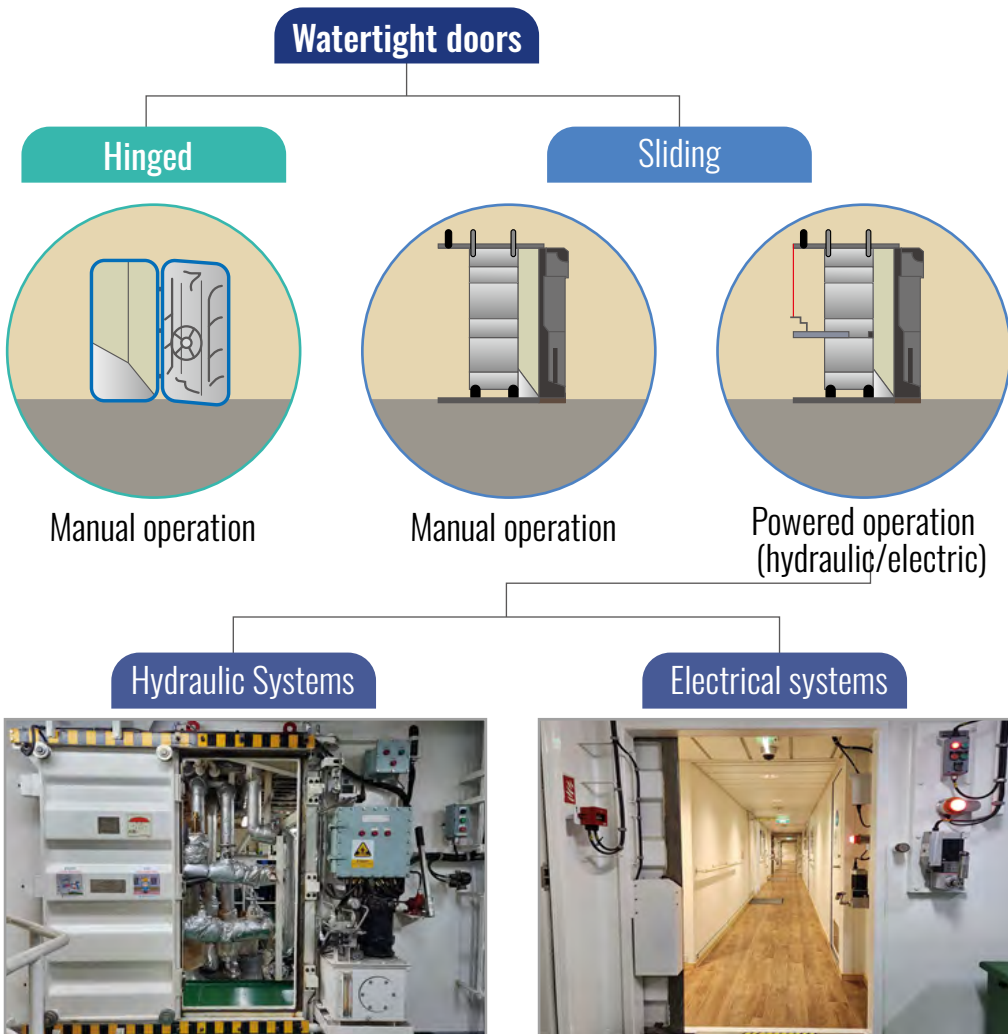 Watertight doors
Hinged
Sliding
Manual operation
Manual operation
Powered operation
(hydraulic/electric)
Hydraulic Systems
Electrical systems